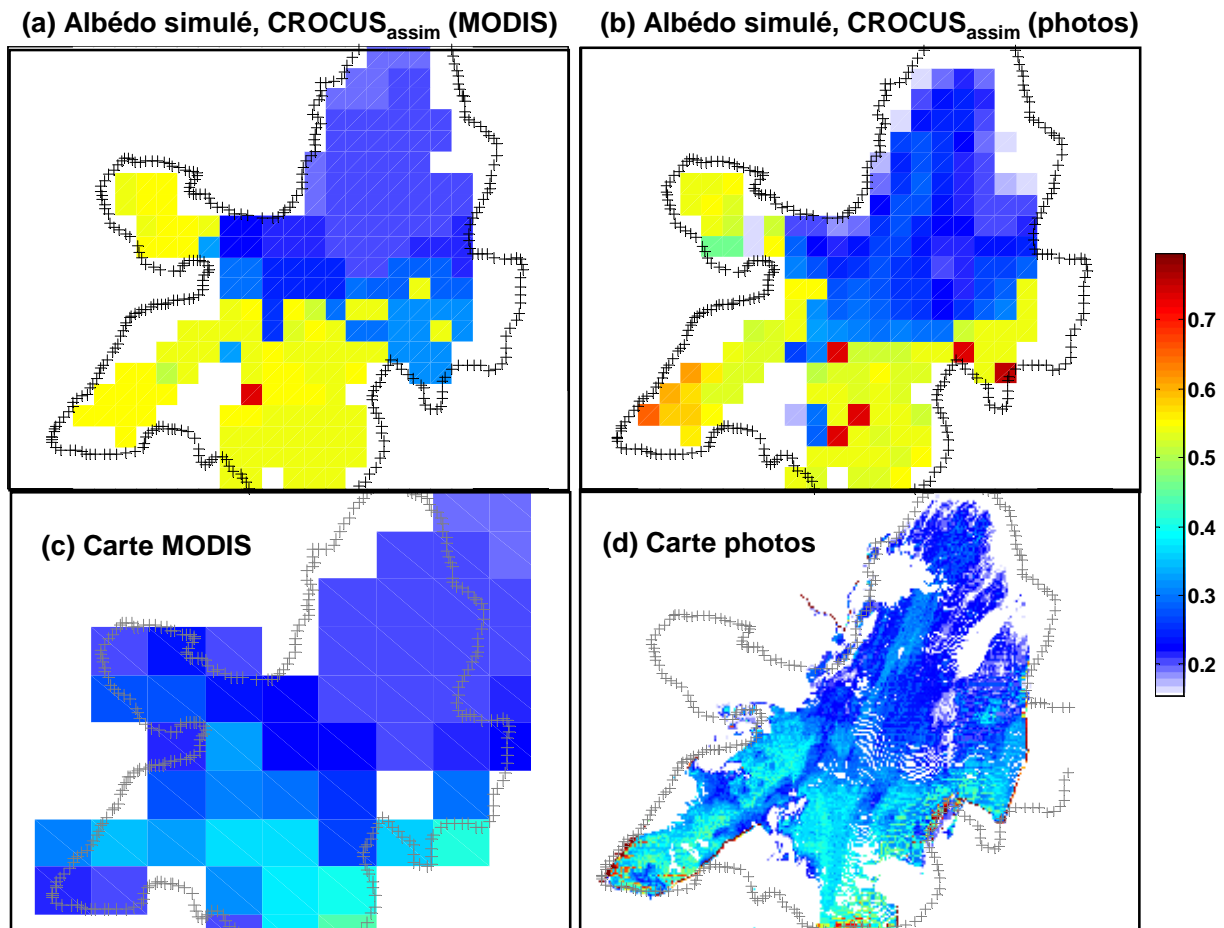 (a) Albédo simulé, CROCUSassim (MODIS)
(b) Albédo simulé, CROCUSassim (photos)
0.7
0.6
0.5
0.4
0.3
0.2
(c) Carte MODIS
(d) Carte photos